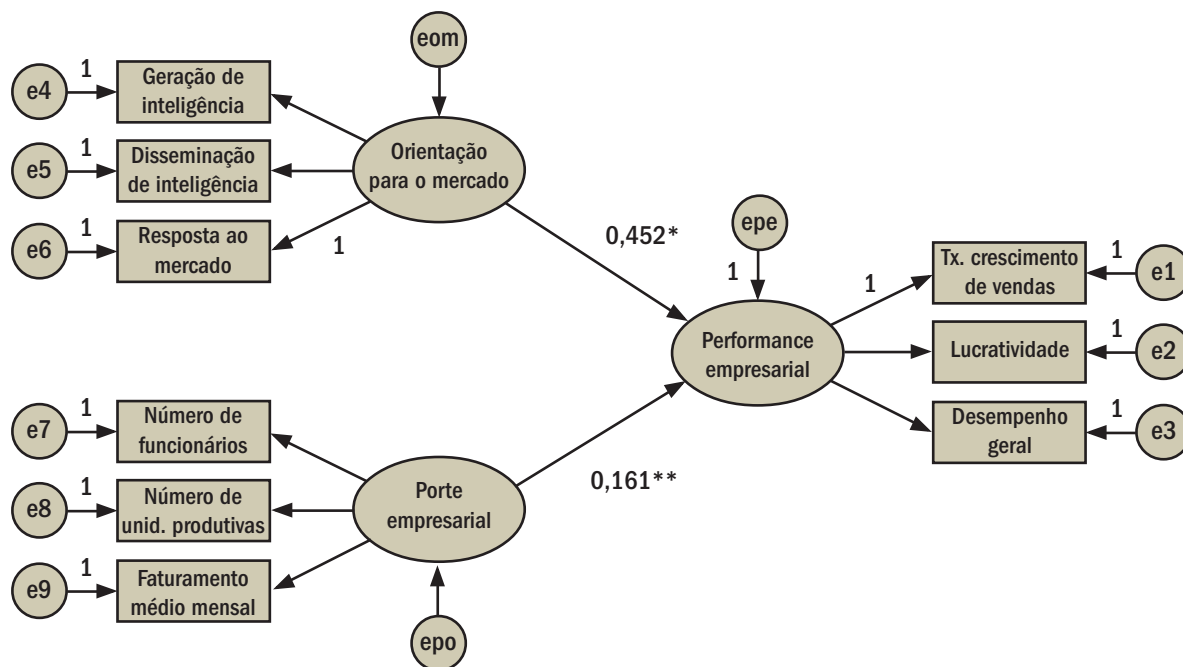 eom
e4
1
Geração de
inteligência
e5
1
Disseminação
de inteligência
e6
1
Resposta ao
mercado
1
Orientação
para o mercado
0,452*
epe
1
Performance
empresarial
1
Tx. crescimento
de vendas
1
e1
Lucratividade
1
e2
Desempenho
geral
1
e3
e7
1
Número de
funcionários
e8
1
Número de
unid. produtivas
e9
1
Faturamento
médio mensal
Porte
empresarial
0,161**
epo